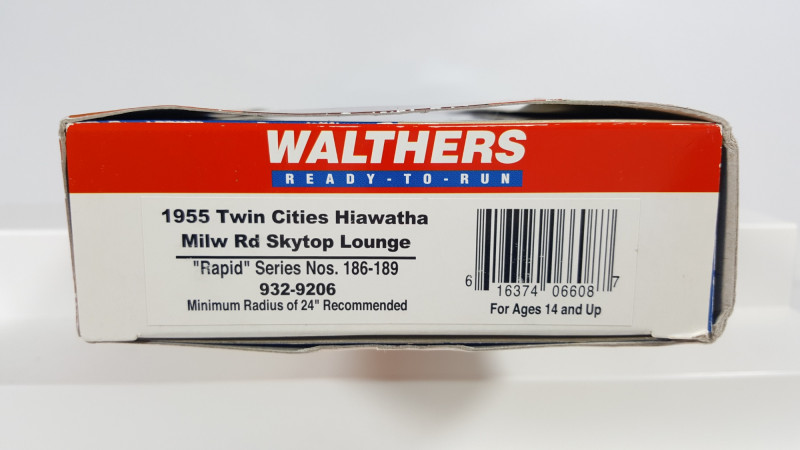 WALTHERS
READY-TO-RUN
1955 Twin Cities Hiawatha
Milw Rd Skytop Lounge
"Rapid" Series Nos. 186-189
932-9206
Minimum Radius of 24" Recommended
6 16374 06608 7
For Ages 14 and Up